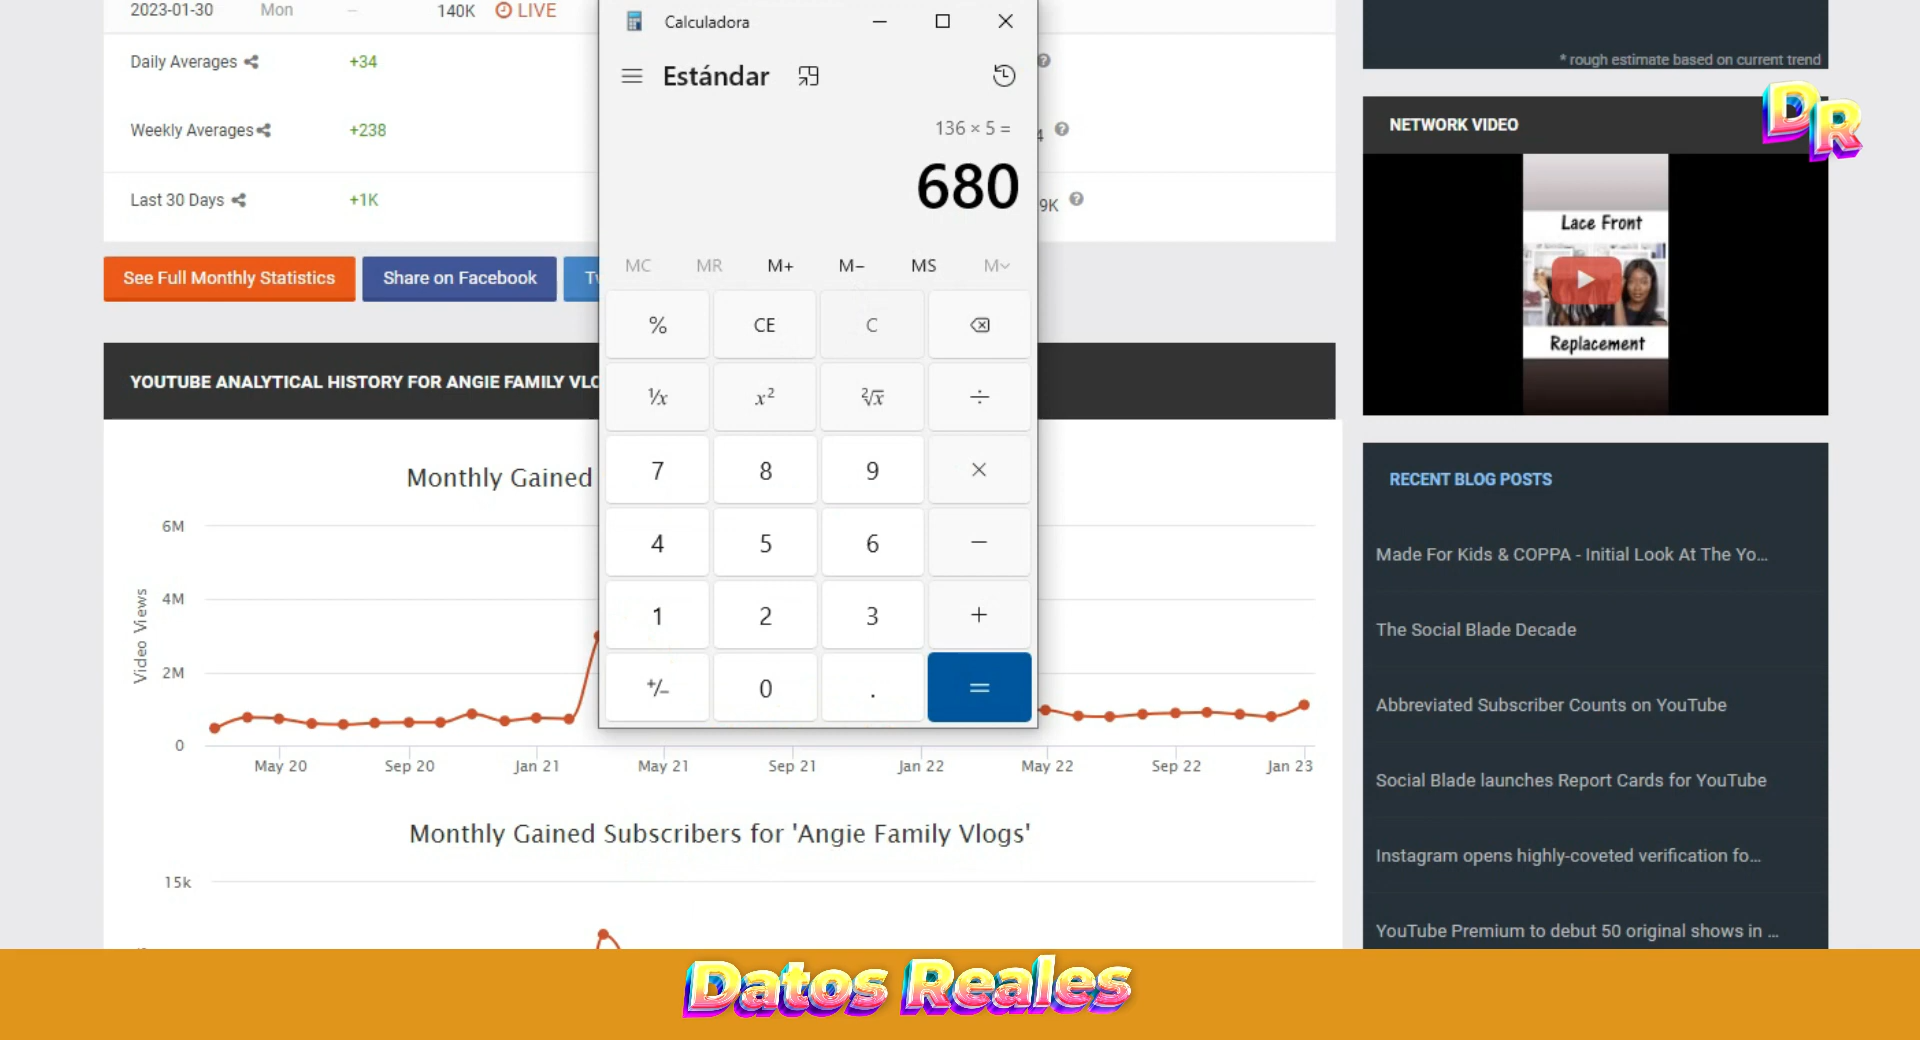 2023-01-30 Mon – 140K LIVE
Daily Averages +34
Weekly Averages +238
4
Last 30 Days +1K
9K
See Full Monthly Statistics
Share on Facebook
YOUTUBE ANALYTICAL HISTORY FOR ANGIE FAMILY VLO
Monthly Gained
Video Views
6M
4M
2M
0
May 20
Sep 20
Jan 21
May 21
Sep 21
Jan 22
May 22
Sep 22
Jan 23
Monthly Gained Subscribers for 'Angie Family Vlogs'
15k
Calculadora
Estándar
136 × 5 =
680
MC MR M+ M− MS M
% CE C
⅟x x² ²√x ÷
7 8 9 ×
4 5 6 −
1 2 3 +
+/− 0 . =
* rough estimate based on current trend
DR
NETWORK VIDEO
Lace Front
Replacement
RECENT BLOG POSTS
Made For Kids & COPPA - Initial Look At The Yo...
The Social Blade Decade
Abbreviated Subscriber Counts on YouTube
Social Blade launches Report Cards for YouTube
Instagram opens highly-coveted verification fo...
YouTube Premium to debut 50 original shows in ...
Datos Reales